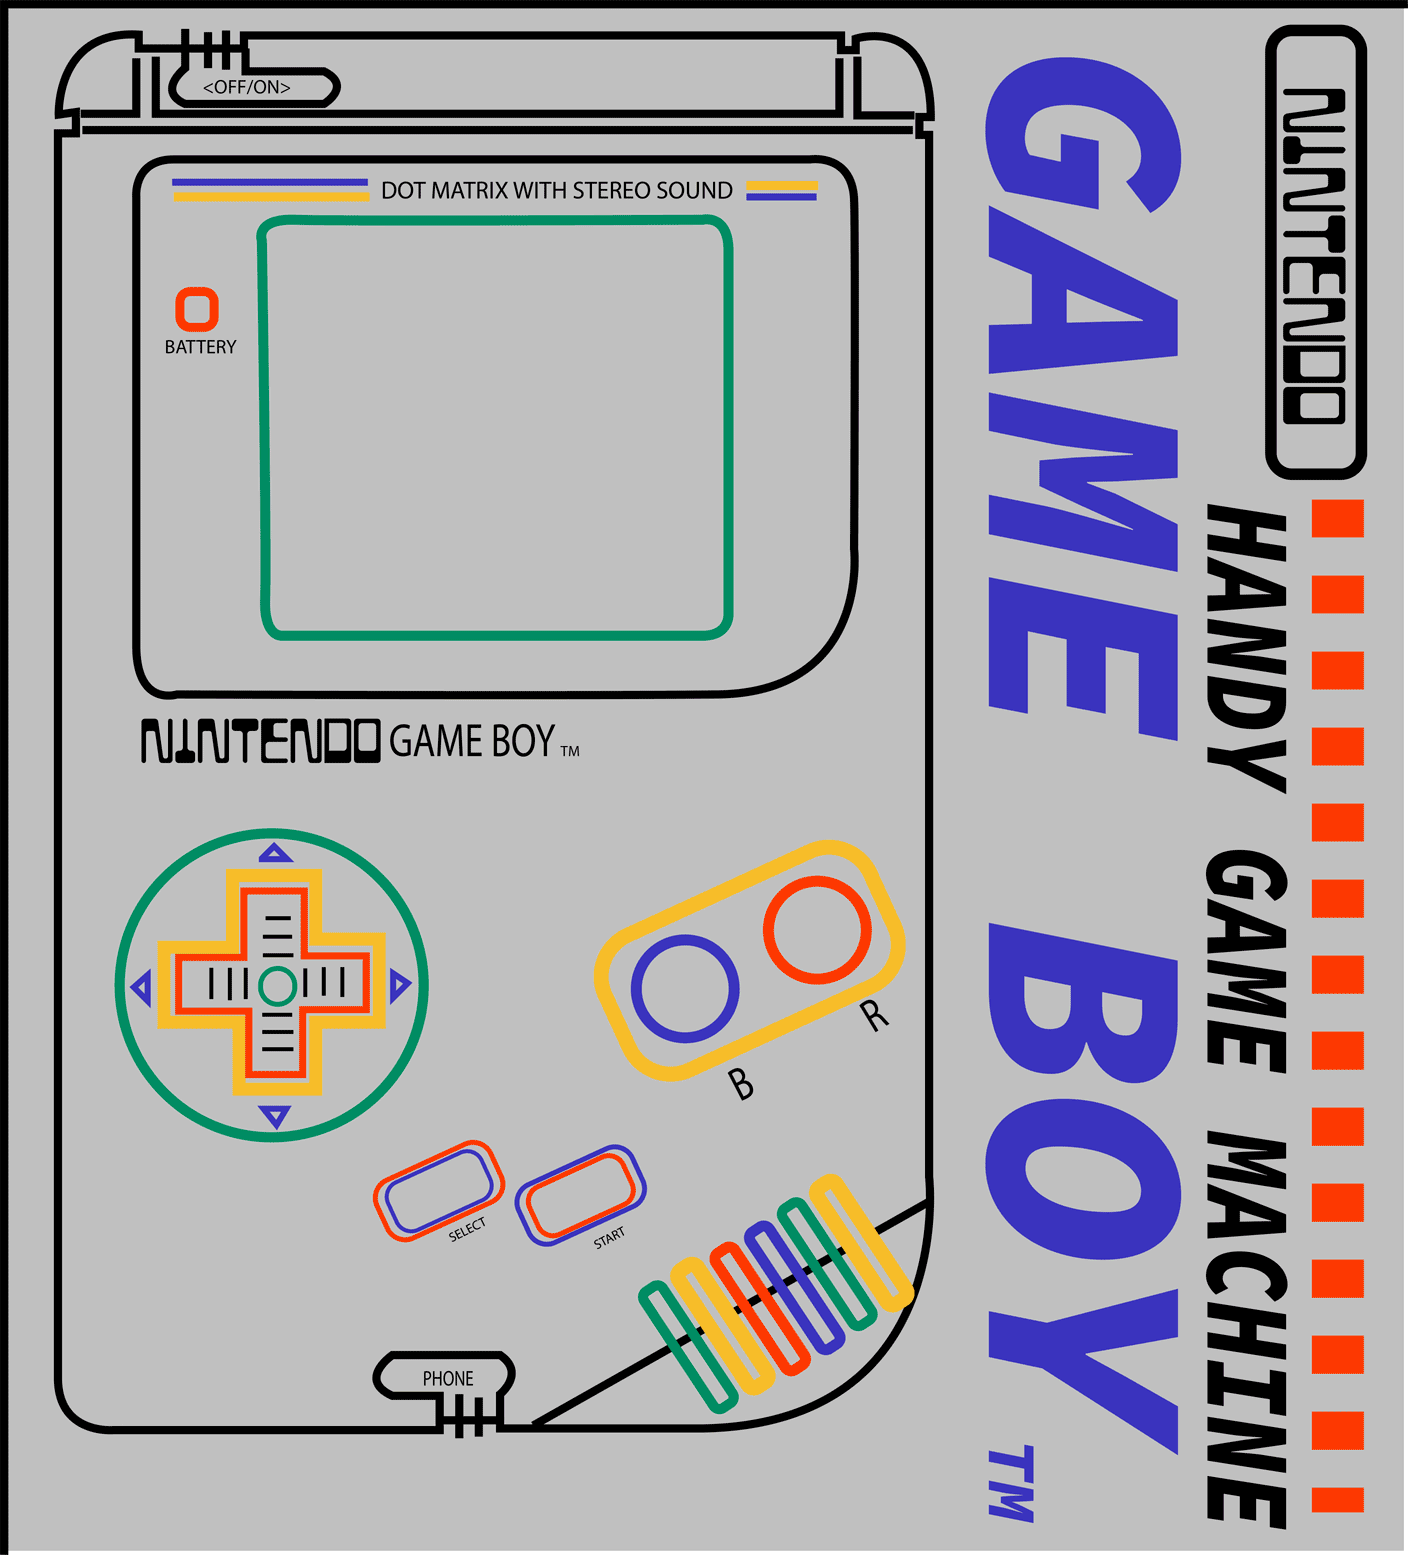 <OFF/ON>
DOT MATRIX WITH STEREO SOUND
BATTERY
NINTENDO GAME BOY TM
B
R
SELECT
START
PHONE
GAME BOY TM
HANDY GAME MACHINE
NINTENDO